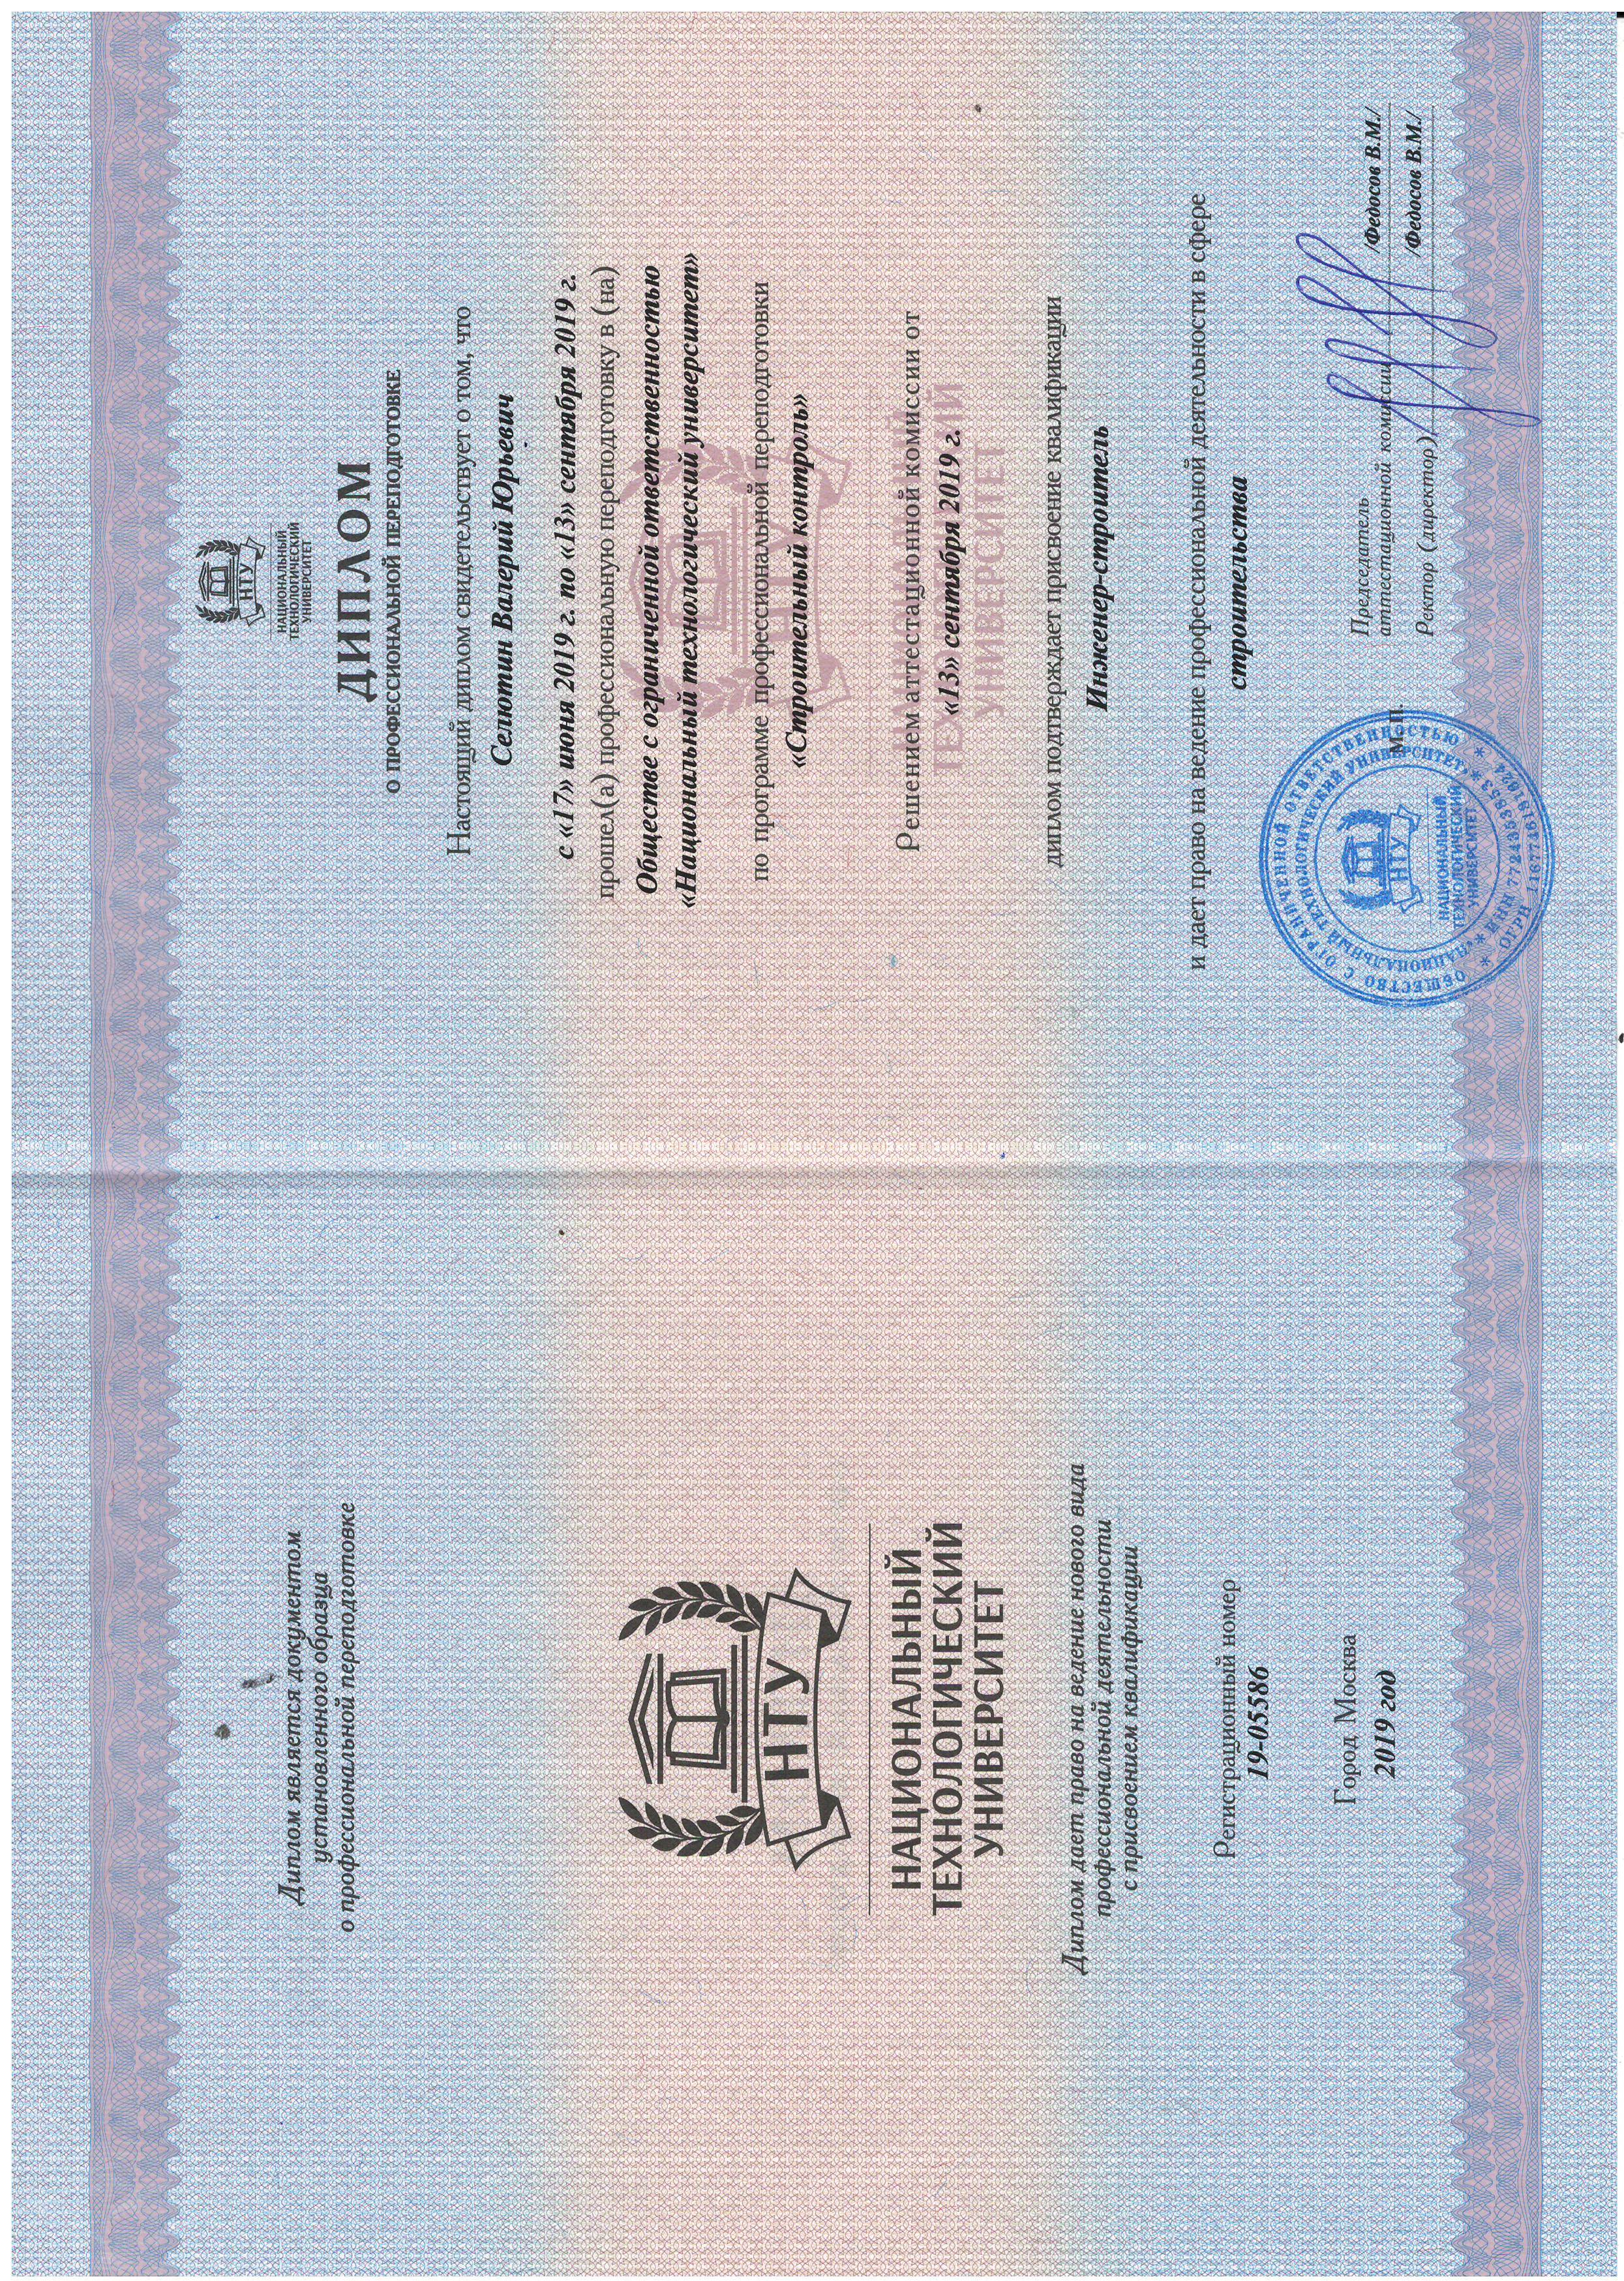 Диплом является документом
установленного образца
о профессиональной переподготовке
НТУ
НАЦИОНАЛЬНЫЙ
ТЕХНОЛОГИЧЕСКИЙ
УНИВЕРСИТЕТ
Диплом дает право на ведение нового вида
профессиональной деятельности
с присвоением квалификации
Регистрационный номер
19-05586
Город Москва
2019 год
НТУ
НАЦИОНАЛЬНЫЙ
ТЕХНОЛОГИЧЕСКИЙ
УНИВЕРСИТЕТ
ДИПЛОМ
О ПРОФЕССИОНАЛЬНОЙ ПЕРЕПОДГОТОВКЕ
Настоящий диплом свидетельствует о том, что
Селютин Валерий Юрьевич
с «17» июня 2019 г. по «13» сентября 2019 г.
прошел(а) профессиональную переподготовку в (на)
Обществе с ограниченной ответственностью
«Национальный технологический университет»
по программе профессиональной переподготовки
«Строительный контроль»
НТУ
Решением аттестационной комиссии от
«13» сентября 2019 г.
НАЦИОНАЛЬНЫЙ
ТЕХНОЛОГИЧЕСКИЙ
УНИВЕРСИТЕТ
диплом подтверждает присвоение квалификации
Инженер-строитель
и дает право на ведение профессиональной деятельности в сфере
строительства
ОБЩЕСТВО С ОГРАНИЧЕННОЙ ОТВЕТСТВЕННОСТЬЮ
«НАЦИОНАЛЬНЫЙ ТЕХНОЛОГИЧЕСКИЙ УНИВЕРСИТЕТ»
НТУ
НАЦИОНАЛЬНЫЙ
ТЕХНОЛОГИЧЕСКИЙ
УНИВЕРСИТЕТ
* ИНН 7724353853 *
* ОГРН 1167746181624 *
М. П.
Председатель
аттестационной комиссии /Федосов В.М./
Ректор (директор) /Федосов В.М./